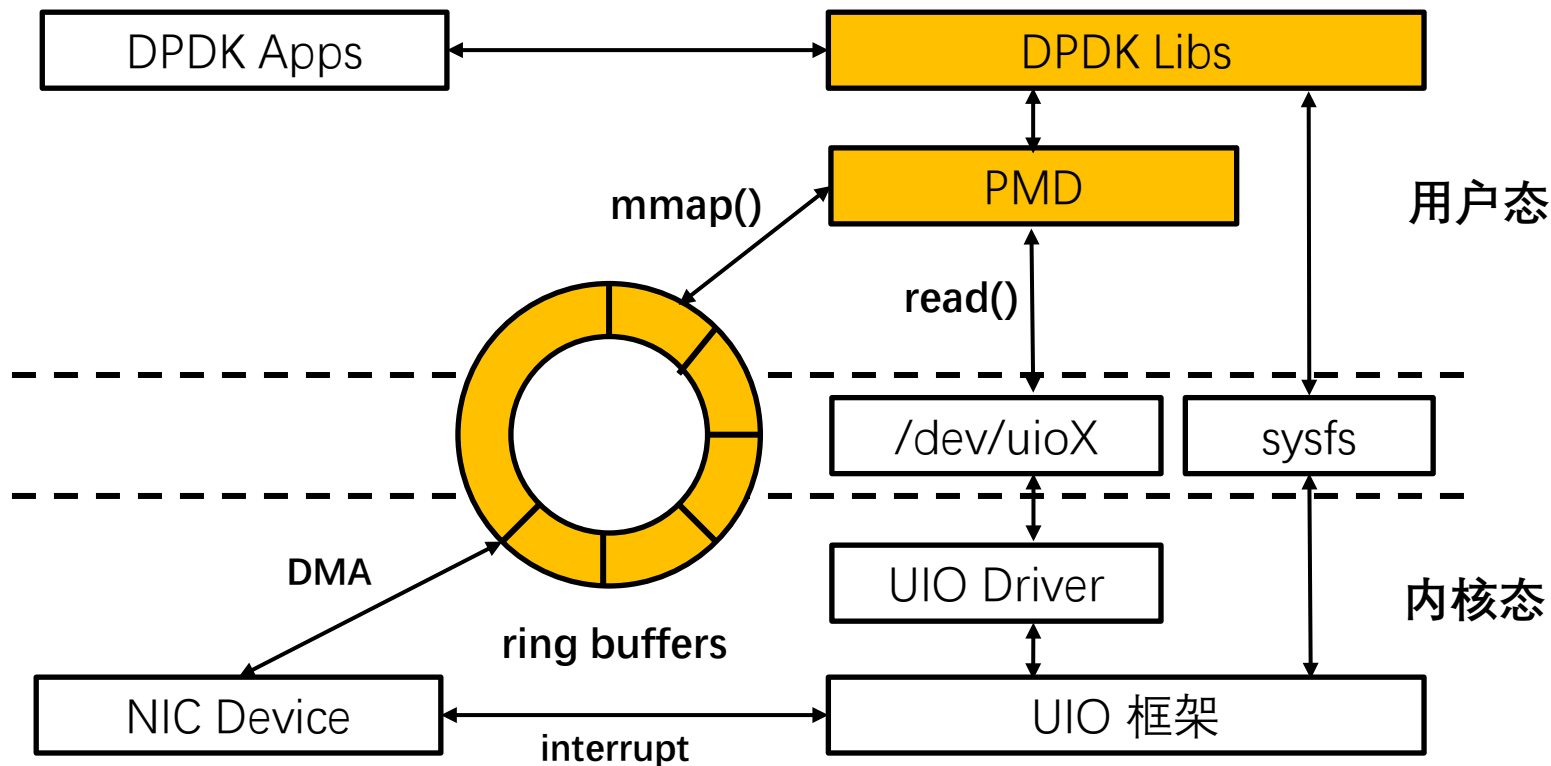 DPDK Apps
DPDK Libs
PMD
mmap()
用户态
read()
/dev/uioX
sysfs
DMA
UIO Driver
内核态
ring buffers
NIC Device
UIO 框架
interrupt